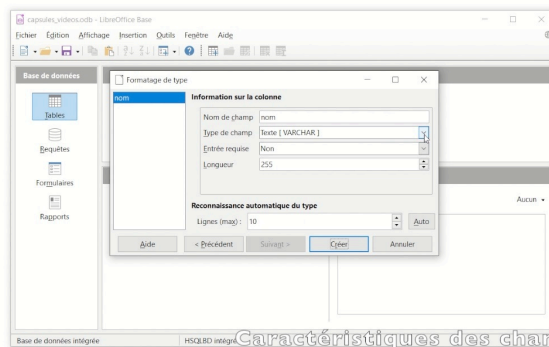 capsules_videos.odb - LibreOffice Base
Fichier Édition Affichage Insertion Outils Fenêtre Aide
Base de données
Tables
Requêtes
Formulaires
Rapports
Formatage de type
nom
Information sur la colonne
Nom de champ nom
Type de champ Texte [ VARCHAR ]
Entrée requise Non
Longueur 255
Reconnaissance automatique du type
Lignes (max) : 10 Auto
Aide < Précédent Suivant > Créer Annuler
Aucun
Base de données intégrée HSQLBD intégré
Caractéristiques des char